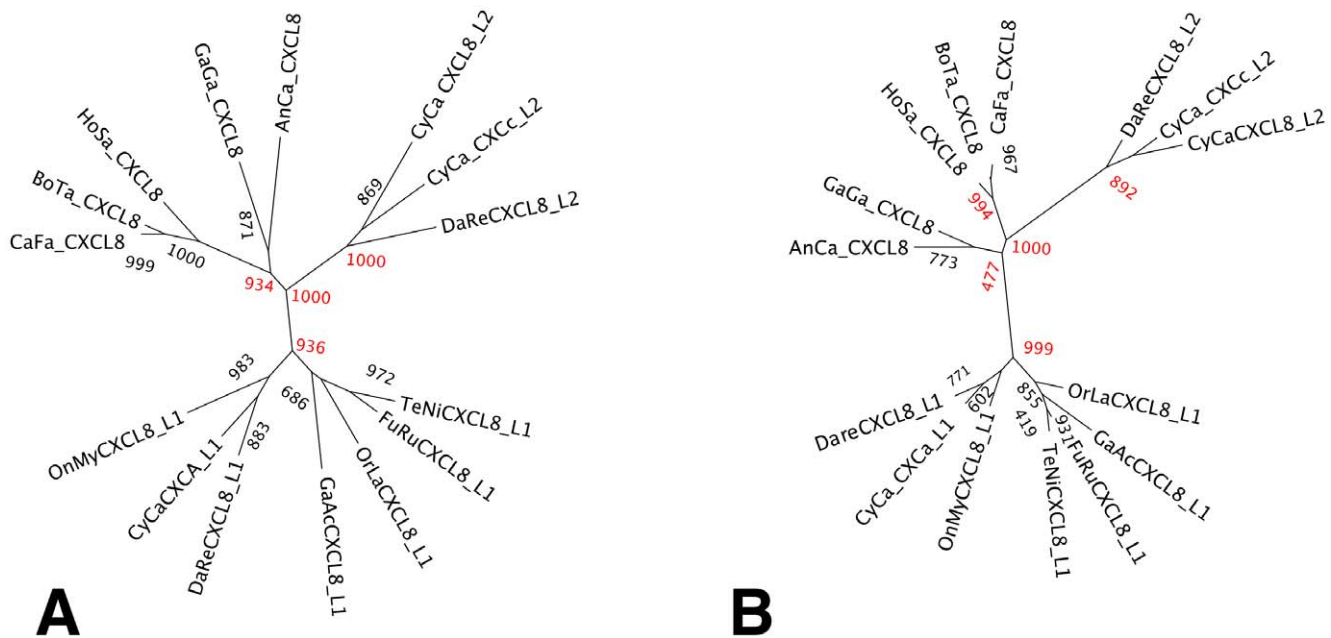 GaGa_CXCL8
AnCa_CXCL8
CyCa CXCL8_L2
HoSa_CXCL8
CyCa_CXCc_L2
BoTa_CXCL8
869
871
DaReCXCL8_L2
CaFa_CXCL8
1000
999
1000
934
1000
936
983
972
686
TeNiCXCL8_L1
OnMyCXCL8_L1
FuRuCXCL8_L1
883
CyCaCXCA_L1
OrLaCXCL8_L1
DaReCXCL8_L1
GaAcCXCL8_L1
A
BoTa_CXCL8
CaFa_CXCL8
DaReCXCL8_L2
HoSa_CXCL8
CyCa_CXCc_L2
967
CyCaCXCL8_L2
892
GaGa_CXCL8
994
AnCa_CXCL8
773
1000
477
999
771
DareCXCL8_L1
602
855
OrLaCXCL8_L1
419
931
CyCa_CXCa_L1
GaAcCXCL8_L1
OnMyCXCL8_L1
TeNiCXCL8_L1
FuRuCXCL8_L1
B